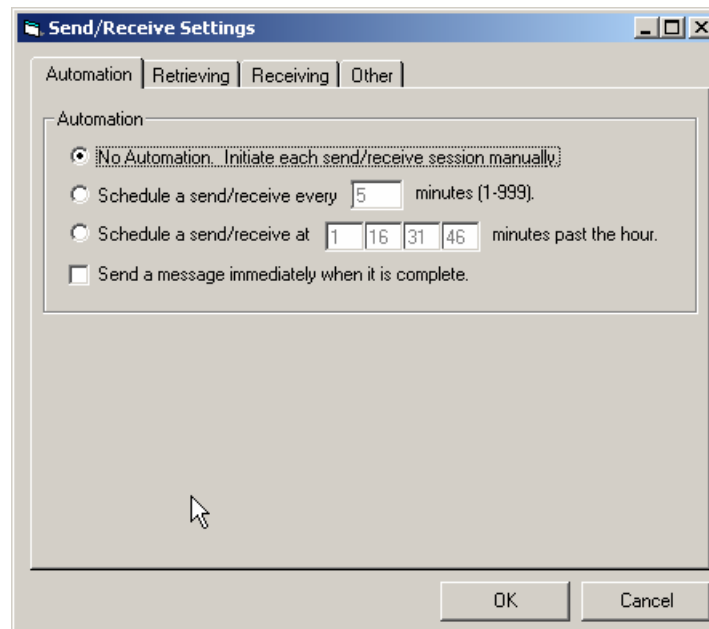 Send/Receive Settings
Automation Retrieving Receiving Other
Automation
No Automation.  Initiate each send/receive session manually.
Schedule a send/receive every 5 minutes (1-999).
Schedule a send/receive at 1 16 31 46 minutes past the hour.
Send a message immediately when it is complete.
OK Cancel